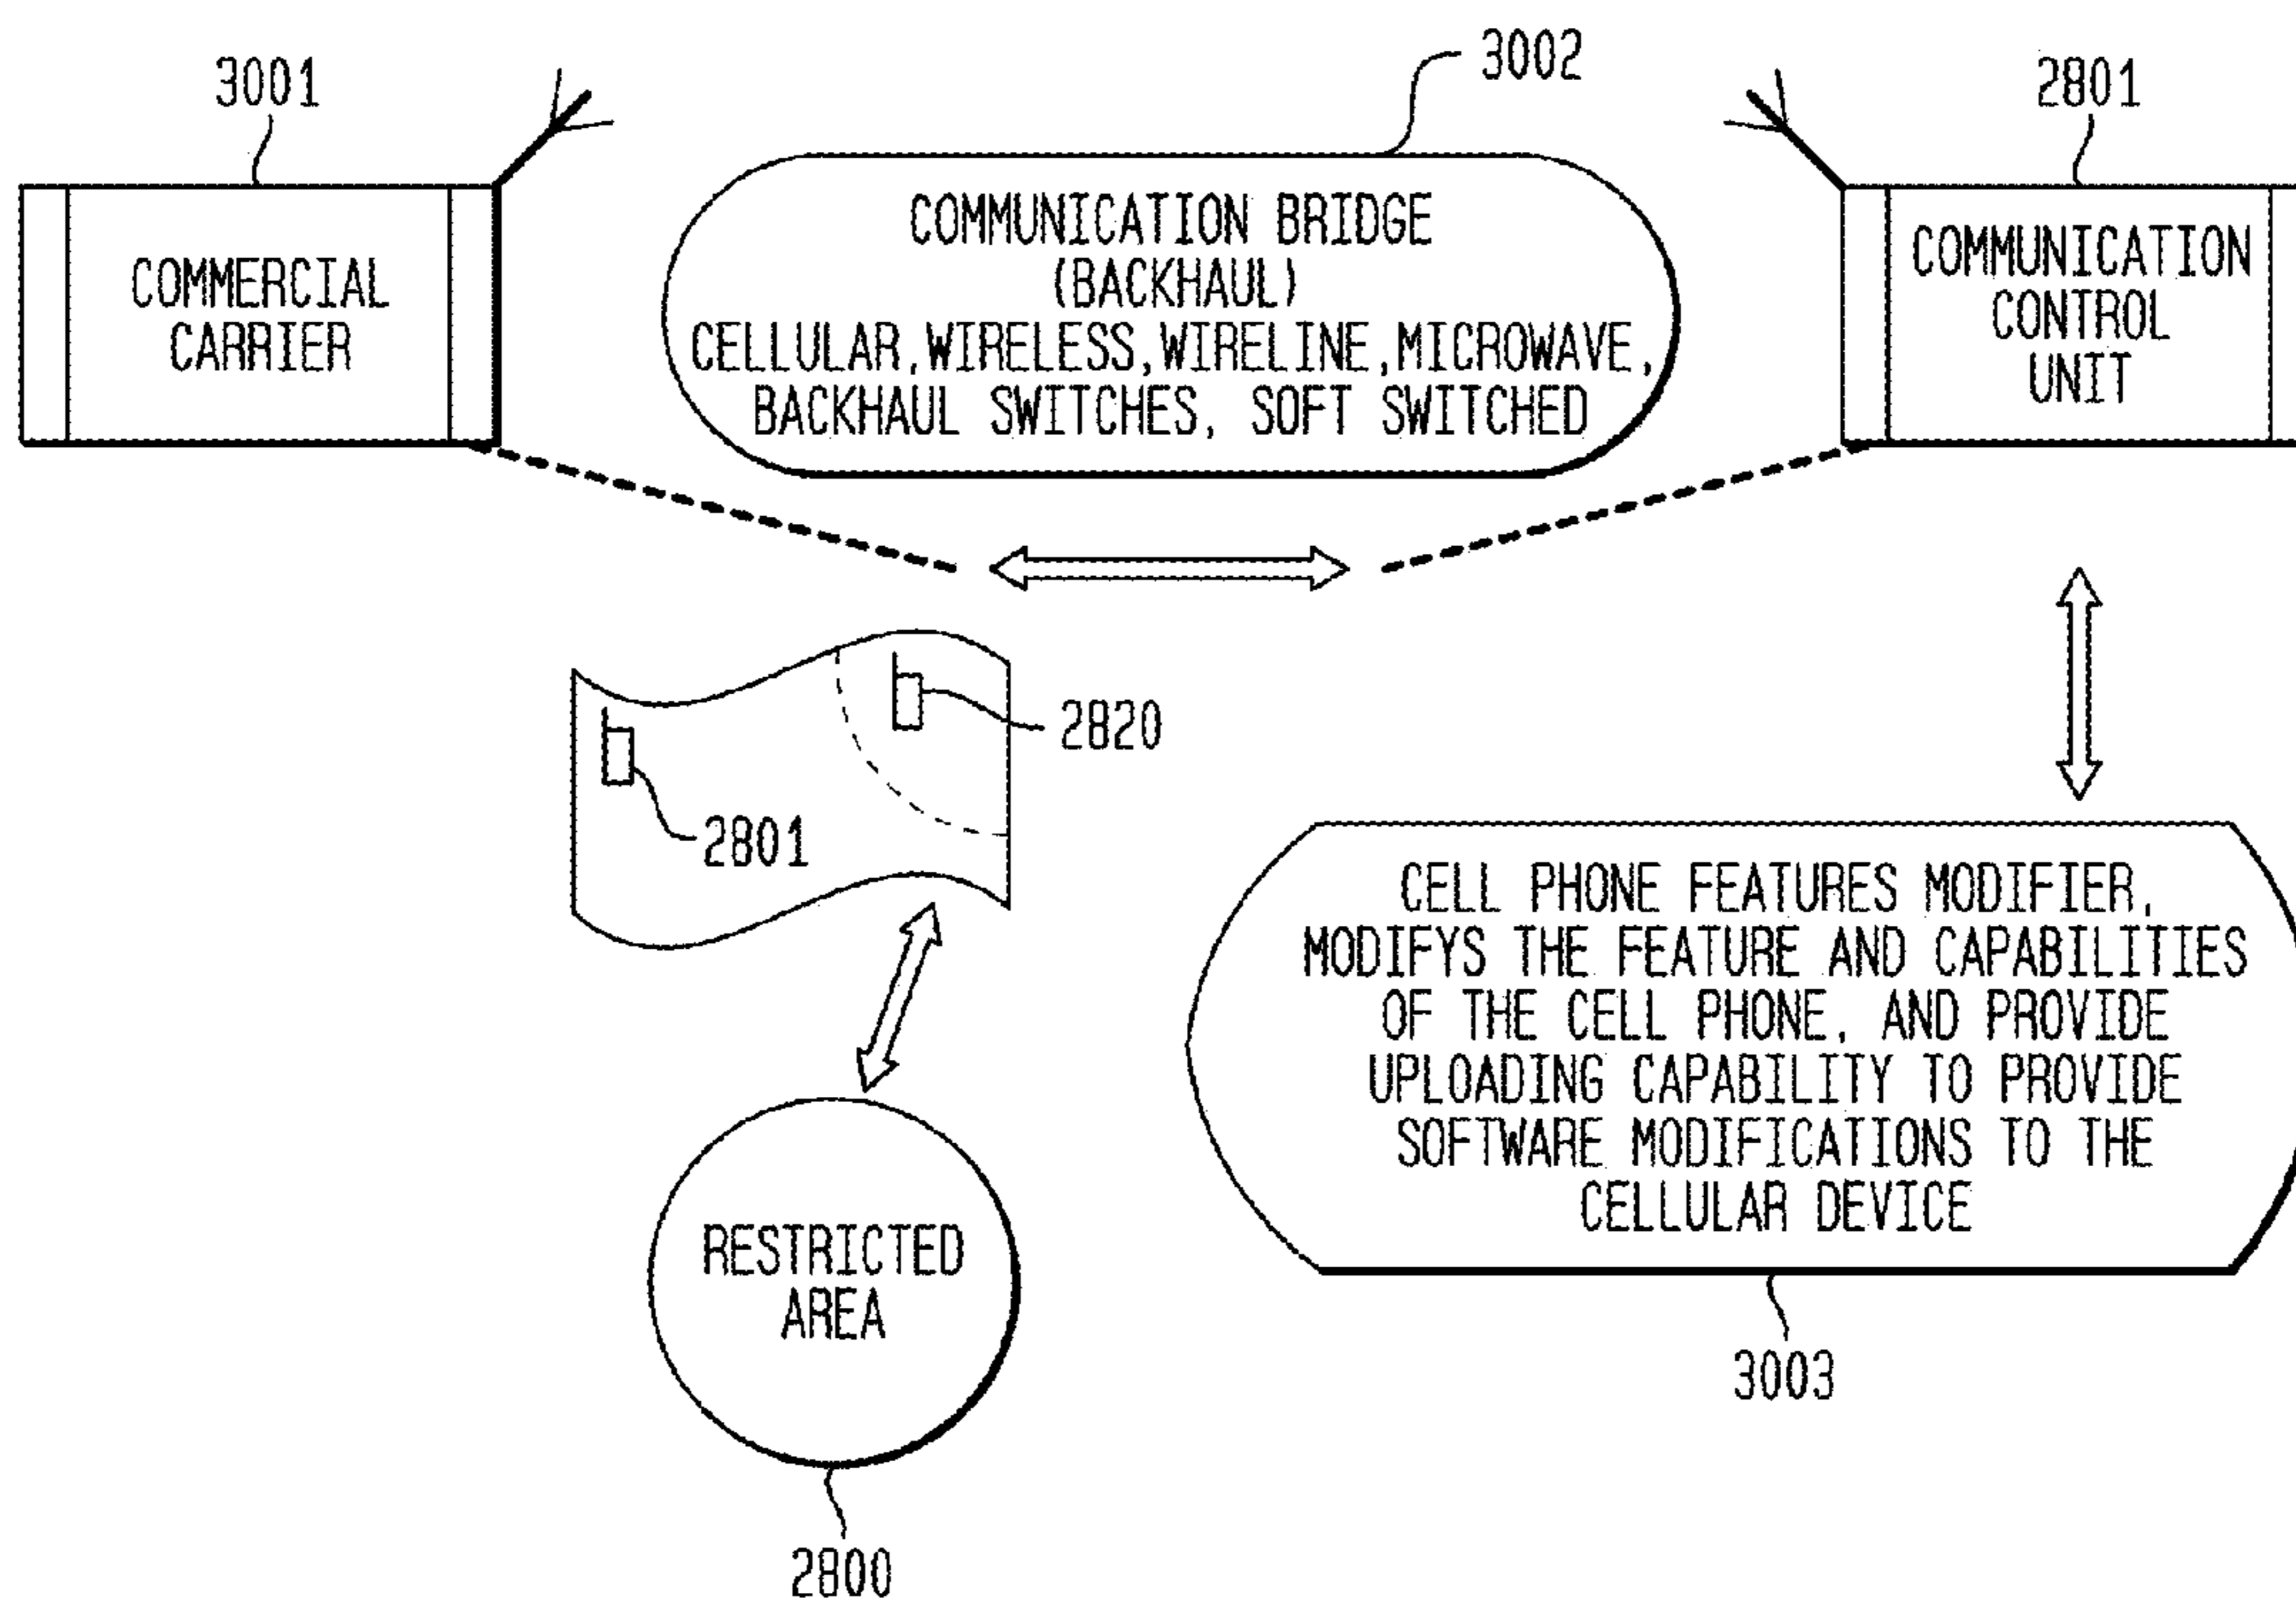 3001
3002
2801
COMMERCIAL
CARRIER
COMMUNICATION BRIDGE
(BACKHAUL)
CELLULAR,WIRELESS,WIRELINE,MICROWAVE,
BACKHAUL SWITCHES, SOFT SWITCHED
COMMUNICATION
CONTROL
UNIT
2820
2801
CELL PHONE FEATURES MODIFIER,
MODIFYS THE FEATURE AND CAPABILITIES
OF THE CELL PHONE, AND PROVIDE
UPLOADING CAPABILITY TO PROVIDE
SOFTWARE MODIFICATIONS TO THE
CELLULAR DEVICE
3003
RESTRICTED
AREA
2800